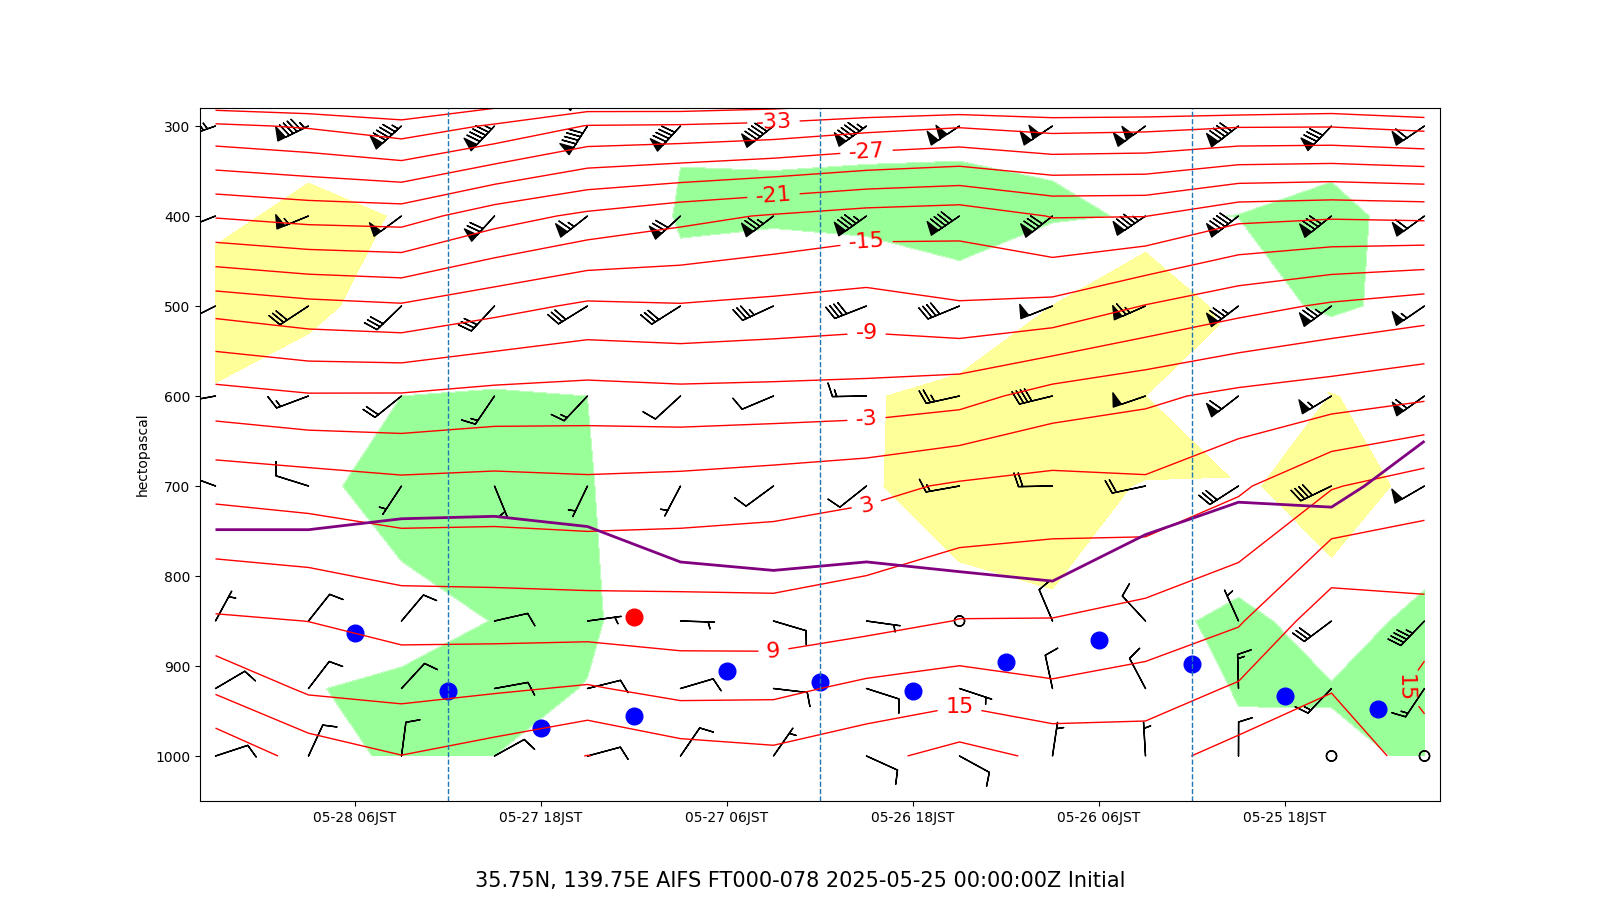 300
400
500
600
700
800
900
1000
hectopascal
-33
-27
-21
-15
-9
-3
3
9
15
15
05-28 06JST
05-27 18JST
05-27 06JST
05-26 18JST
05-26 06JST
05-25 18JST
35.75N, 139.75E AIFS FT000-078 2025-05-25 00:00:00Z Initial